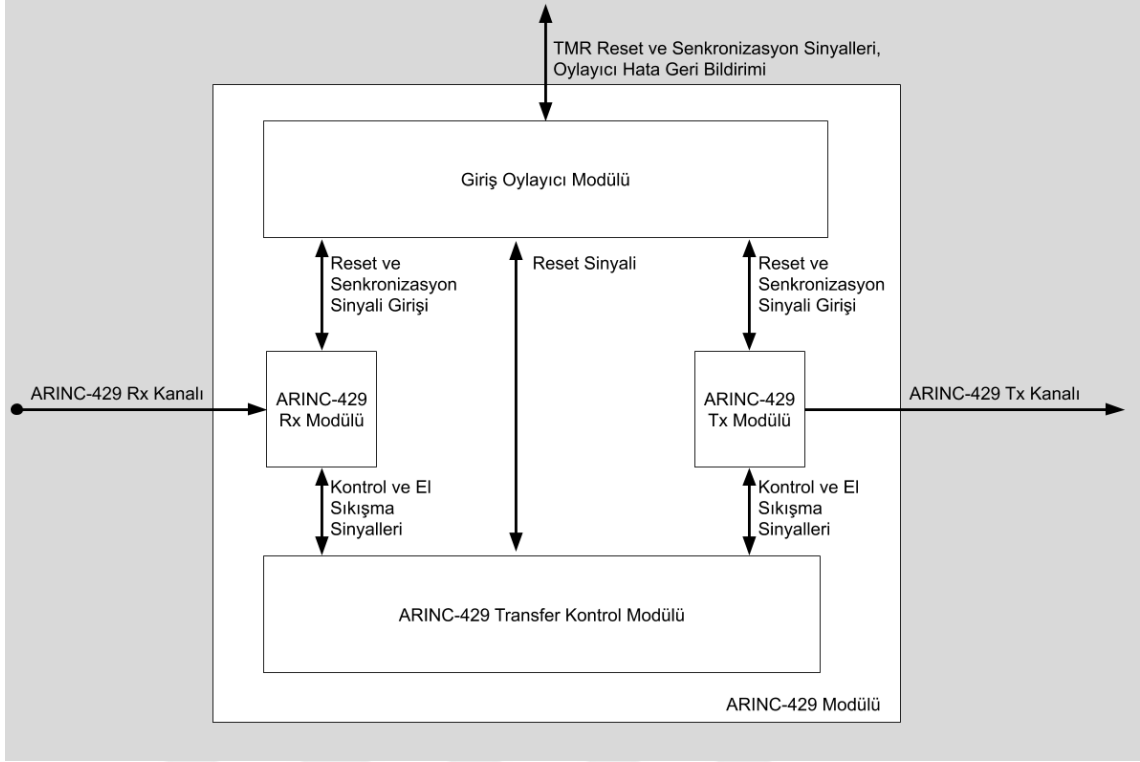 TMR Reset ve Senkronizasyon Sinyalleri,
Oylayıcı Hata Geri Bildirimi
Giriş Oylayıcı Modülü
Reset ve
Senkronizasyon
Sinyali Girişi
Reset Sinyali
Reset ve
Senkronizasyon
Sinyali Girişi
ARINC-429 Rx Kanalı
ARINC-429
Rx Modülü
ARINC-429
Tx Modülü
ARINC-429 Tx Kanalı
Kontrol ve El
Sıkışma
Sinyalleri
Kontrol ve El
Sıkışma
Sinyalleri
ARINC-429 Transfer Kontrol Modülü
ARINC-429 Modülü